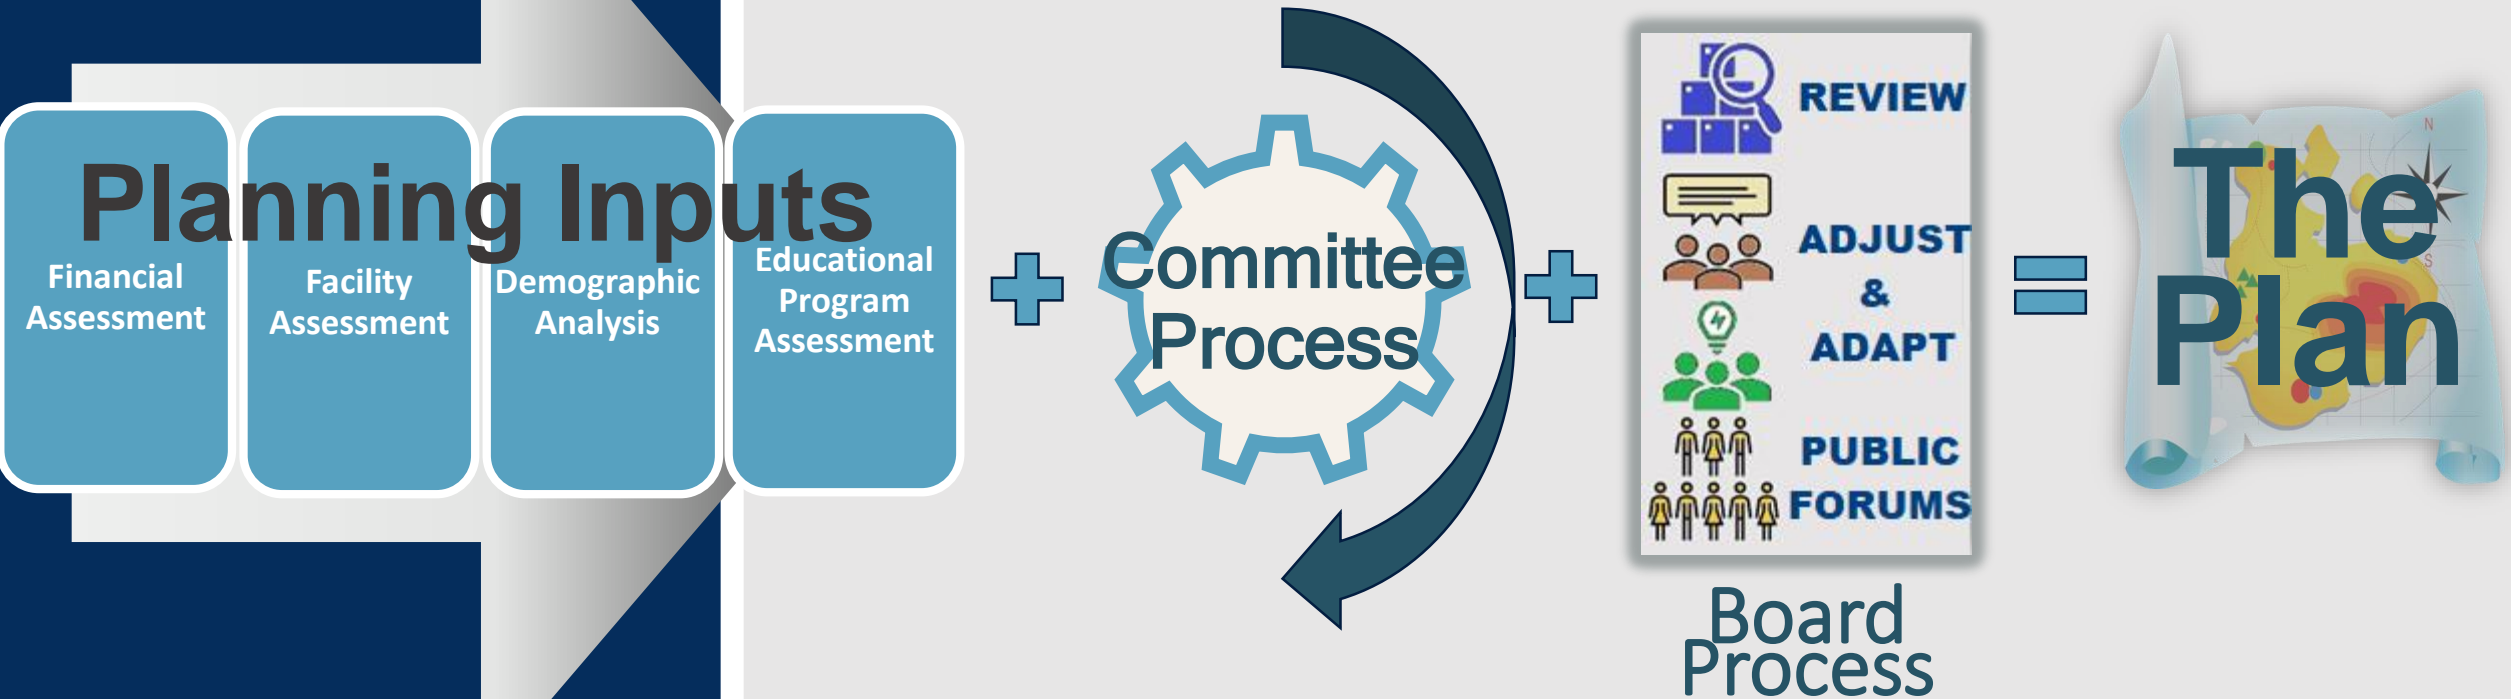 Planning Inputs
Financial
Assessment
Facility
Assessment
Demographic
Analysis
Educational
Program
Assessment
Committee
Process
REVIEW
ADJUST
&
ADAPT
PUBLIC
FORUMS
Board
Process
N
S
The
Plan